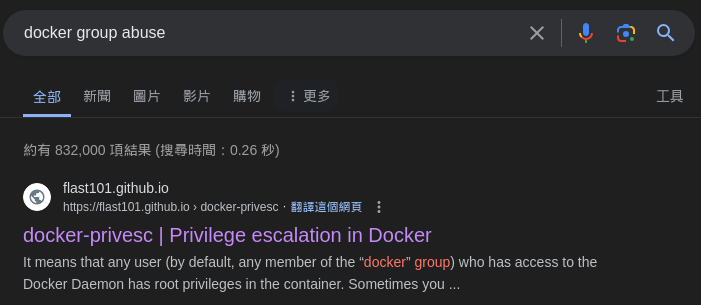 docker group abuse
全部 新聞 圖片 影片 購物 更多 工具
約有 832,000 項結果 (搜尋時間：0.26 秒)
flast101.github.io
https://flast101.github.io › docker-privesc · 翻譯這個網頁
docker-privesc | Privilege escalation in Docker
It means that any user (by default, any member of the “docker” group) who has access to the
Docker Daemon has root privileges in the container. Sometimes you ...